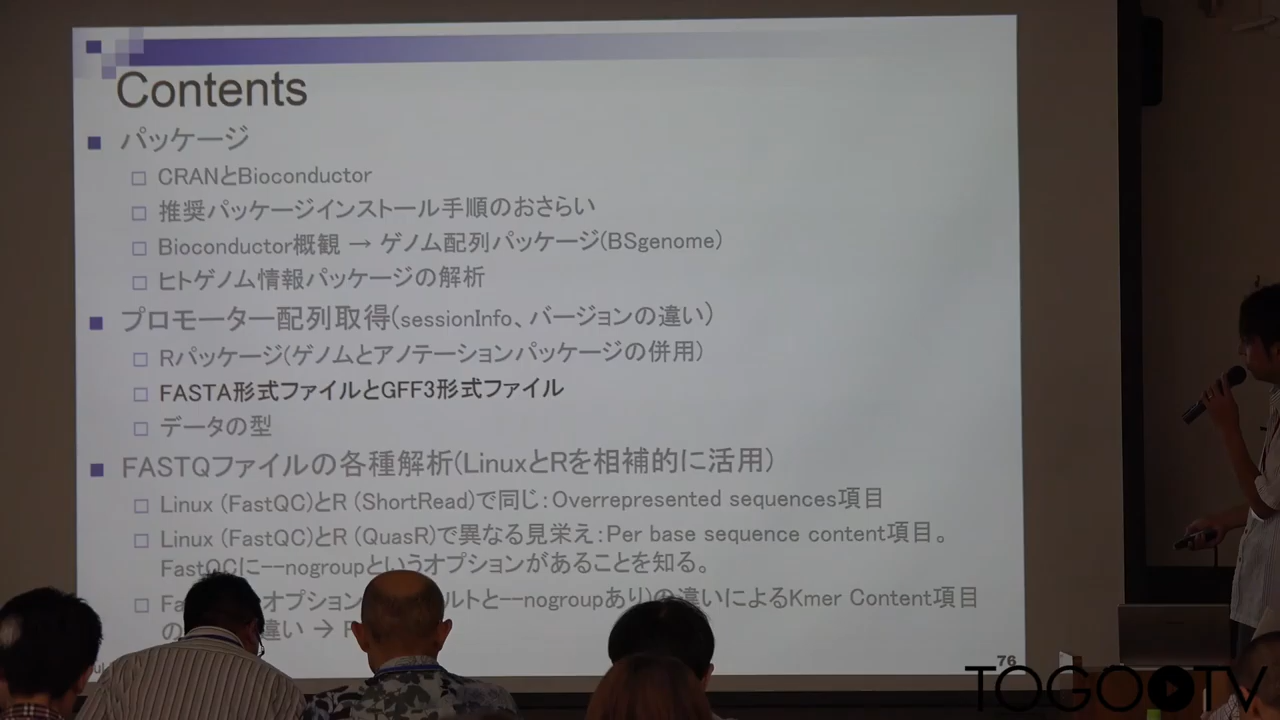 Contents
パッケージ
CRANとBioconductor
推奨パッケージインストール手順のおさらい
Bioconductor概観 → ゲノム配列パッケージ(BSgenome)
ヒトゲノム情報パッケージの解析
プロモーター配列取得(sessionInfo、バージョンの違い)
Rパッケージ(ゲノムとアノテーションパッケージの併用)
FASTA形式ファイルとGFF3形式ファイル
データの型
FASTQファイルの各種解析(LinuxとRを相補的に活用)
Linux (FastQC)とR (ShortRead)で同じ：Overrepresented sequences項目
Linux (FastQC)とR (QuasR)で異なる見栄え：Per base sequence content項目。
FastQCに--nogroupというオプションがあることを知る。
オプション ルトと--nogroupあり)の違いによるKmer Content項目
の 違い →
76
TOGO TV